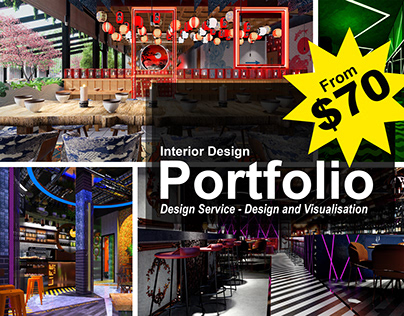 From
$70
Interior Design
Portfolio
Design Service - Design and Visualisation